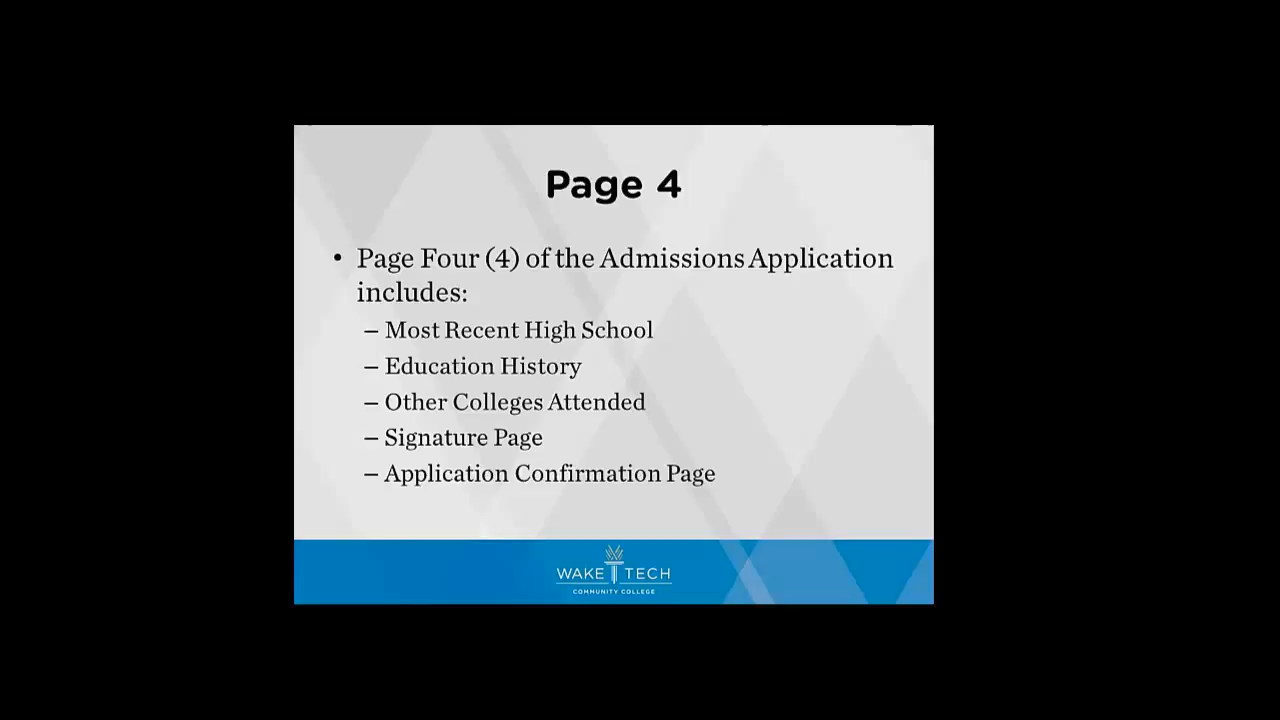 Page 4
• Page Four (4) of the Admissions Application
includes:
– Most Recent High School
– Education History
– Other Colleges Attended
– Signature Page
– Application Confirmation Page
WAKE TECH
COMMUNITY COLLEGE